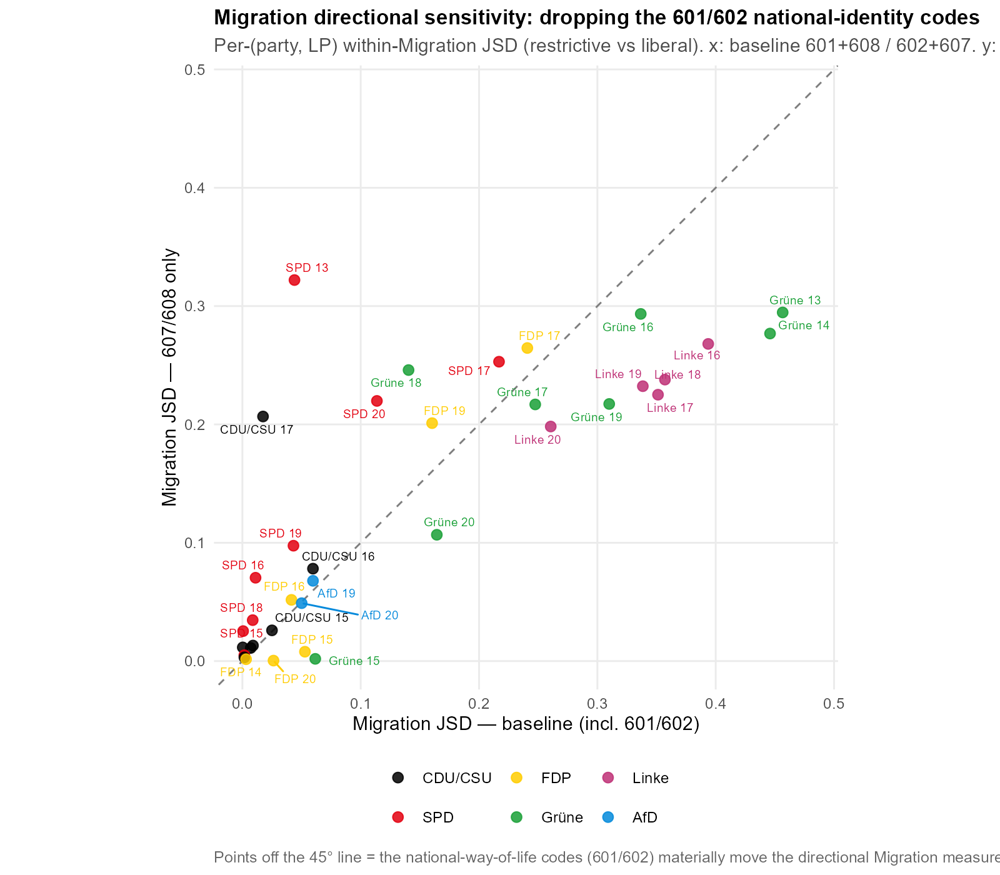 Migration directional sensitivity: dropping the 601/602 national-identity codes
Per-(party, LP) within-Migration JSD (restrictive vs liberal). x: baseline 601+608 / 602+607. y:
0.5
0.4
0.3
0.2
0.1
0.0
Migration JSD — 607/608 only
SPD 13
Grüne 13
Grüne 14
Grüne 16
FDP 17
Linke 16
SPD 17
Linke 19
Linke 18
Grüne 18
Grüne 17
Linke 17
SPD 20
FDP 19
Grüne 19
CDU/CSU 17
Linke 20
Grüne 20
SPD 19
CDU/CSU 16
SPD 16
FDP 16
AfD 19
SPD 18
AfD 20
CDU/CSU 15
SPD 15
FDP 15
Grüne 15
FDP 14
FDP 20
0.0
0.1
0.2
0.3
0.4
0.5
Migration JSD — baseline (incl. 601/602)
CDU/CSU
FDP
Linke
SPD
Grüne
AfD
Points off the 45° line = the national-way-of-life codes (601/602) materially move the directional Migration measure